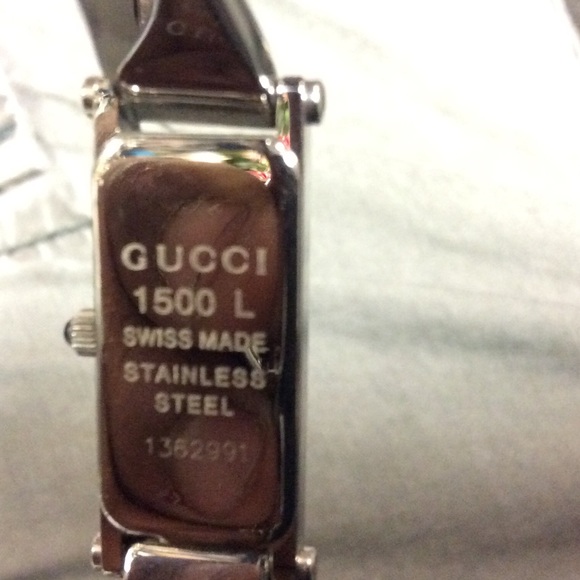 GUCCI
1500 L
SWISS MADE
STAINLESS
STEEL
1362991